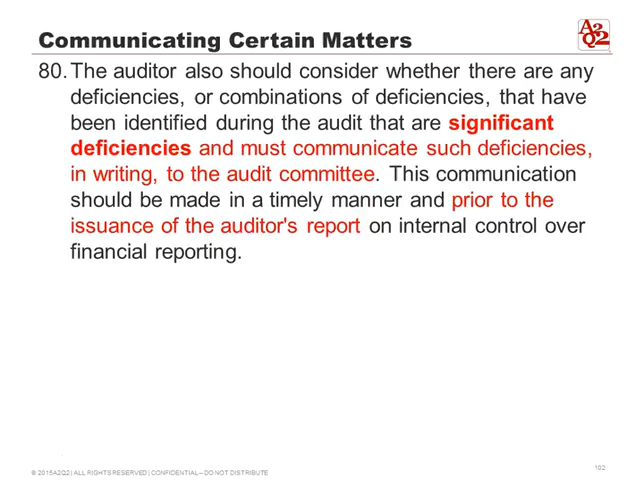 Communicating Certain Matters
A2
Q2
80. The auditor also should consider whether there are any
deficiencies, or combinations of deficiencies, that have
been identified during the audit that are significant
deficiencies and must communicate such deficiencies,
in writing, to the audit committee. This communication
should be made in a timely manner and prior to the
issuance of the auditor's report on internal control over
financial reporting.
© 2015A2Q2 | ALL RIGHTS RESERVED | CONFIDENTIAL – DO NOT DISTRIBUTE
102